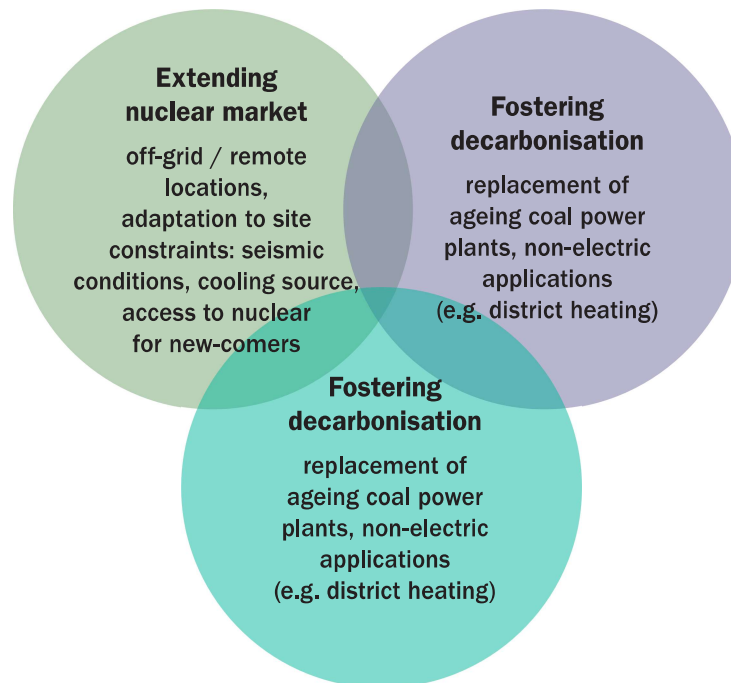 Extending
nuclear market
off-grid / remote
locations,
adaptation to site
constraints: seismic
conditions, cooling source,
access to nuclear
for new-comers
Fostering
decarbonisation
replacement of
ageing coal power
plants, non-electric
applications
(e.g. district heating)
Fostering
decarbonisation
replacement of
ageing coal power
plants, non-electric
applications
(e.g. district heating)